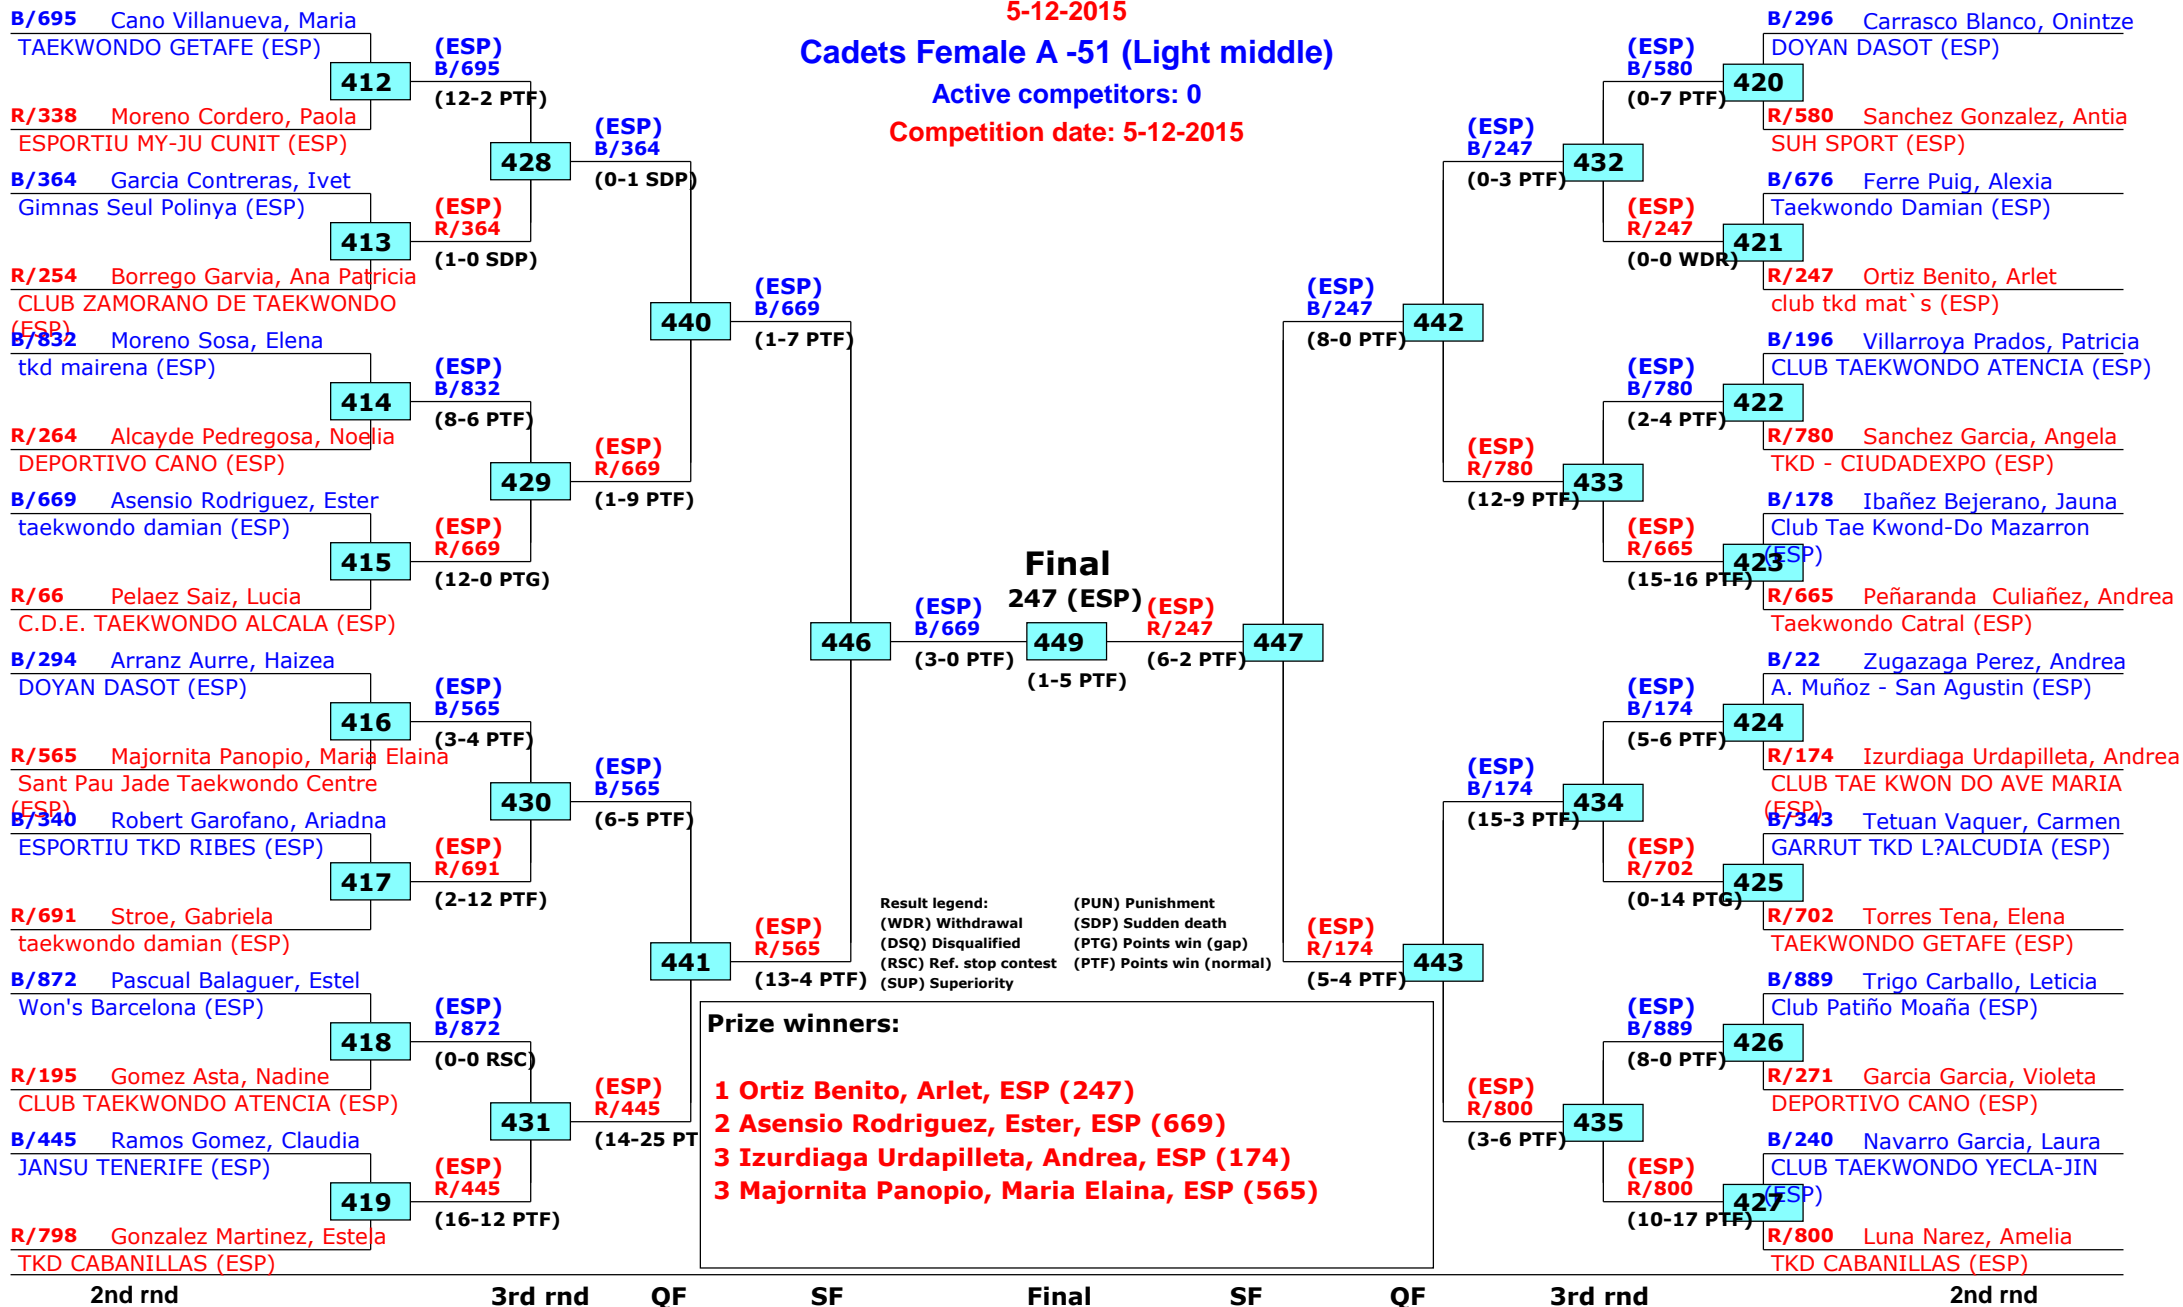 5-12-2015
Cadets Female A -51 (Light middle)
Active competitors: 0
Competition date: 5-12-2015
B/695 Cano Villanueva, Maria
TAEKWONDO GETAFE (ESP)
412
R/338 Moreno Cordero, Paola
ESPORTIU MY-JU CUNIT (ESP)
B/364 Garcia Contreras, Ivet
Gimnas Seul Polinya (ESP)
413
R/254 Borrego Garvia, Ana Patricia
CLUB ZAMORANO DE TAEKWONDO
(ESP)
B/832 Moreno Sosa, Elena
tkd mairena (ESP)
414
R/264 Alcayde Pedregosa, Noelia
DEPORTIVO CANO (ESP)
B/669 Asensio Rodriguez, Ester
taekwondo damian (ESP)
415
R/66 Pelaez Saiz, Lucia
C.D.E. TAEKWONDO ALCALA (ESP)
B/294 Arranz Aurre, Haizea
DOYAN DASOT (ESP)
416
R/565 Majornita Panopio, Maria Elaina
Sant Pau Jade Taekwondo Centre
(ESP)
B/340 Robert Garofano, Ariadna
ESPORTIU TKD RIBES (ESP)
417
R/691 Stroe, Gabriela
taekwondo damian (ESP)
B/872 Pascual Balaguer, Estel
Won's Barcelona (ESP)
418
R/195 Gomez Asta, Nadine
CLUB TAEKWONDO ATENCIA (ESP)
B/445 Ramos Gomez, Claudia
JANSU TENERIFE (ESP)
419
R/798 Gonzalez Martinez, Estela
TKD CABANILLAS (ESP)
(ESP)
B/695
(12-2 PTF)
428
(ESP)
R/364
(1-0 SDP)
(ESP)
B/832
(8-6 PTF)
429
(ESP)
R/669
(12-0 PTG)
(ESP)
B/565
(3-4 PTF)
430
(ESP)
R/691
(2-12 PTF)
(ESP)
B/872
(0-0 RSC)
431
(ESP)
R/445
(16-12 PTF)
(ESP)
B/364
(0-1 SDP)
440
(ESP)
R/669
(1-9 PTF)
(ESP)
B/565
(6-5 PTF)
441
(ESP)
R/445
(14-25 PT
(ESP)
B/669
(1-7 PTF)
446
(ESP)
R/565
(13-4 PTF)
(ESP)
B/669
(3-0 PTF)
Final
247 (ESP)
449
(1-5 PTF)
(ESP)
R/247
(6-2 PTF)
447
(ESP)
B/247
(8-0 PTF)
(ESP)
R/174
(5-4 PTF)
442
443
(ESP)
B/247
(0-3 PTF)
(ESP)
R/780
(12-9 PTF)
(ESP)
B/174
(15-3 PTF)
(ESP)
R/800
(3-6 PTF)
432
433
434
435
(ESP)
B/580
(0-7 PTF)
(ESP)
R/247
(0-0 WDR)
(ESP)
B/780
(2-4 PTF)
(ESP)
R/665
(15-16 PTF)
(ESP)
B/174
(5-6 PTF)
(ESP)
R/702
(0-14 PTG)
(ESP)
B/889
(8-0 PTF)
(ESP)
R/800
(10-17 PTF)
B/296 Carrasco Blanco, Onintze
DOYAN DASOT (ESP)
420
R/580 Sanchez Gonzalez, Antia
SUH SPORT (ESP)
B/676 Ferre Puig, Alexia
Taekwondo Damian (ESP)
421
R/247 Ortiz Benito, Arlet
club tkd mat`s (ESP)
B/196 Villarroya Prados, Patricia
CLUB TAEKWONDO ATENCIA (ESP)
422
R/780 Sanchez Garcia, Angela
TKD - CIUDADEXPO (ESP)
B/178 Ibañez Bejerano, Jauna
Club Tae Kwond-Do Mazarron
(ESP)
423
R/665 Peñaranda Culiañez, Andrea
Taekwondo Catral (ESP)
B/22 Zugazaga Perez, Andrea
A. Muñoz - San Agustin (ESP)
424
R/174 Izurdiaga Urdapilleta, Andrea
CLUB TAE KWON DO AVE MARIA
(ESP)
B/343 Tetuan Vaquer, Carmen
GARRUT TKD L?ALCUDIA (ESP)
425
R/702 Torres Tena, Elena
TAEKWONDO GETAFE (ESP)
B/889 Trigo Carballo, Leticia
Club Patiño Moaña (ESP)
426
R/271 Garcia Garcia, Violeta
DEPORTIVO CANO (ESP)
B/240 Navarro Garcia, Laura
CLUB TAEKWONDO YECLA-JIN
(ESP)
427
R/800 Luna Narez, Amelia
TKD CABANILLAS (ESP)
Result legend:
(WDR) Withdrawal
(DSQ) Disqualified
(RSC) Ref. stop contest
(SUP) Superiority
(PUN) Punishment
(SDP) Sudden death
(PTG) Points win (gap)
(PTF) Points win (normal)
Prize winners:
1 Ortiz Benito, Arlet, ESP (247)
2 Asensio Rodriguez, Ester, ESP (669)
3 Izurdiaga Urdapilleta, Andrea, ESP (174)
3 Majornita Panopio, Maria Elaina, ESP (565)
2nd rnd 3rd rnd QF SF Final SF QF 3rd rnd 2nd rnd